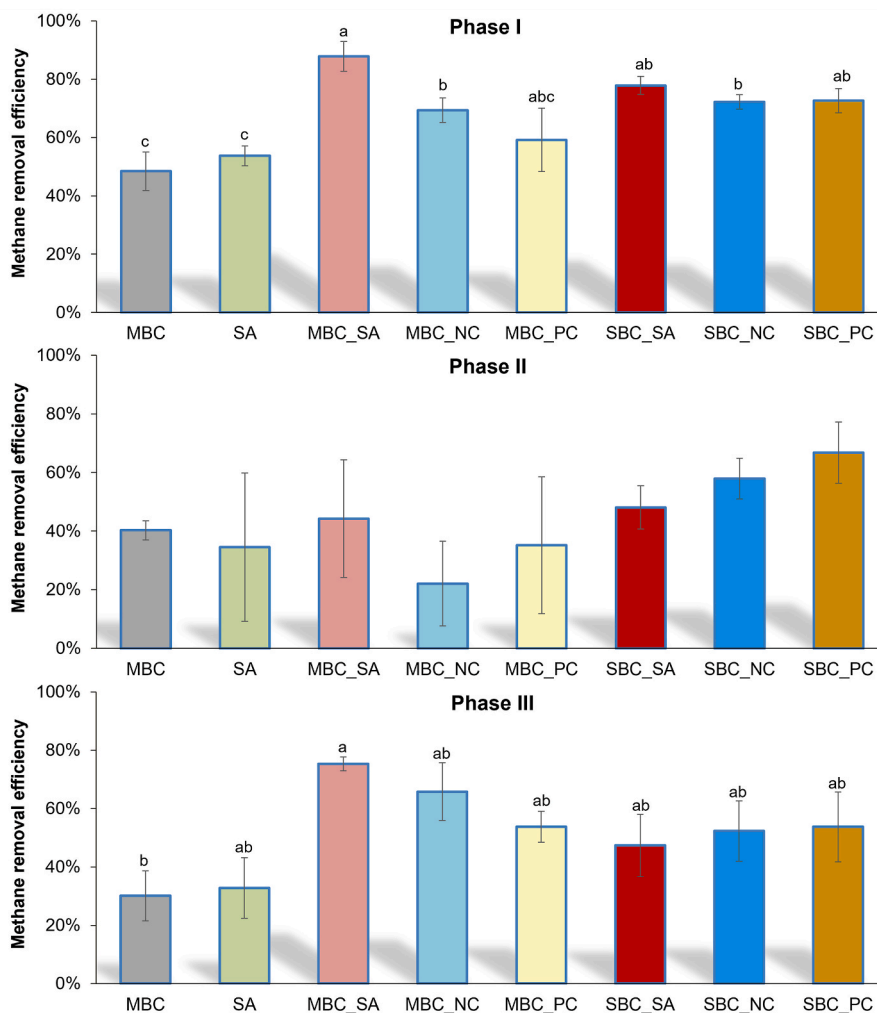 Phase I
Methane removal efficiency
100%
80%
60%
40%
20%
0%
c
c
a
b
abc
ab
b
ab
MBC SA MBC_SA MBC_NC MBC_PC SBC_SA SBC_NC SBC_PC
Phase II
Methane removal efficiency
100%
80%
60%
40%
20%
0%
MBC SA MBC_SA MBC_NC MBC_PC SBC_SA SBC_NC SBC_PC
Phase III
Methane removal efficiency
100%
80%
60%
40%
20%
0%
b
ab
a
ab
ab
ab
ab
ab
MBC SA MBC_SA MBC_NC MBC_PC SBC_SA SBC_NC SBC_PC